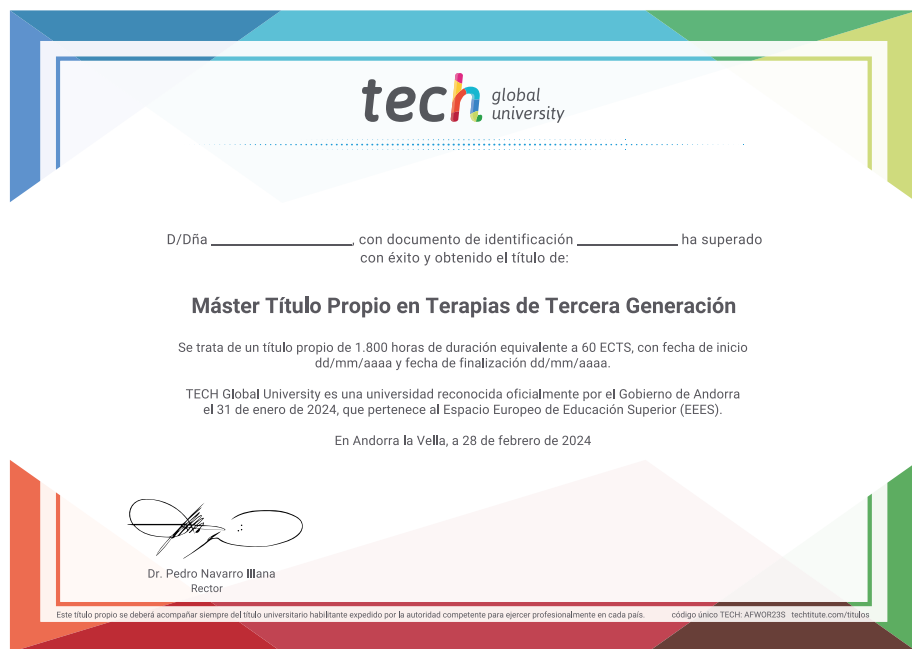 tech global university
D/Dña ____________, con documento de identificación ____________ ha superado
con éxito y obtenido el título de:
Máster Título Propio en Terapias de Tercera Generación
Se trata de un título propio de 1.800 horas de duración equivalente a 60 ECTS, con fecha de inicio
dd/mm/aaaa y fecha de finalización dd/mm/aaaa.
TECH Global University es una universidad reconocida oficialmente por el Gobierno de Andorra
el 31 de enero de 2024, que pertenece al Espacio Europeo de Educación Superior (EEES).
En Andorra la Vella, a 28 de febrero de 2024
Dr. Pedro Navarro Illana
Rector
Este título propio se deberá acompañar siempre del título universitario habilitante expedido por la autoridad competente para ejercer profesionalmente en cada país. código único TECH: AFWOR23S techtitute.com/titulos